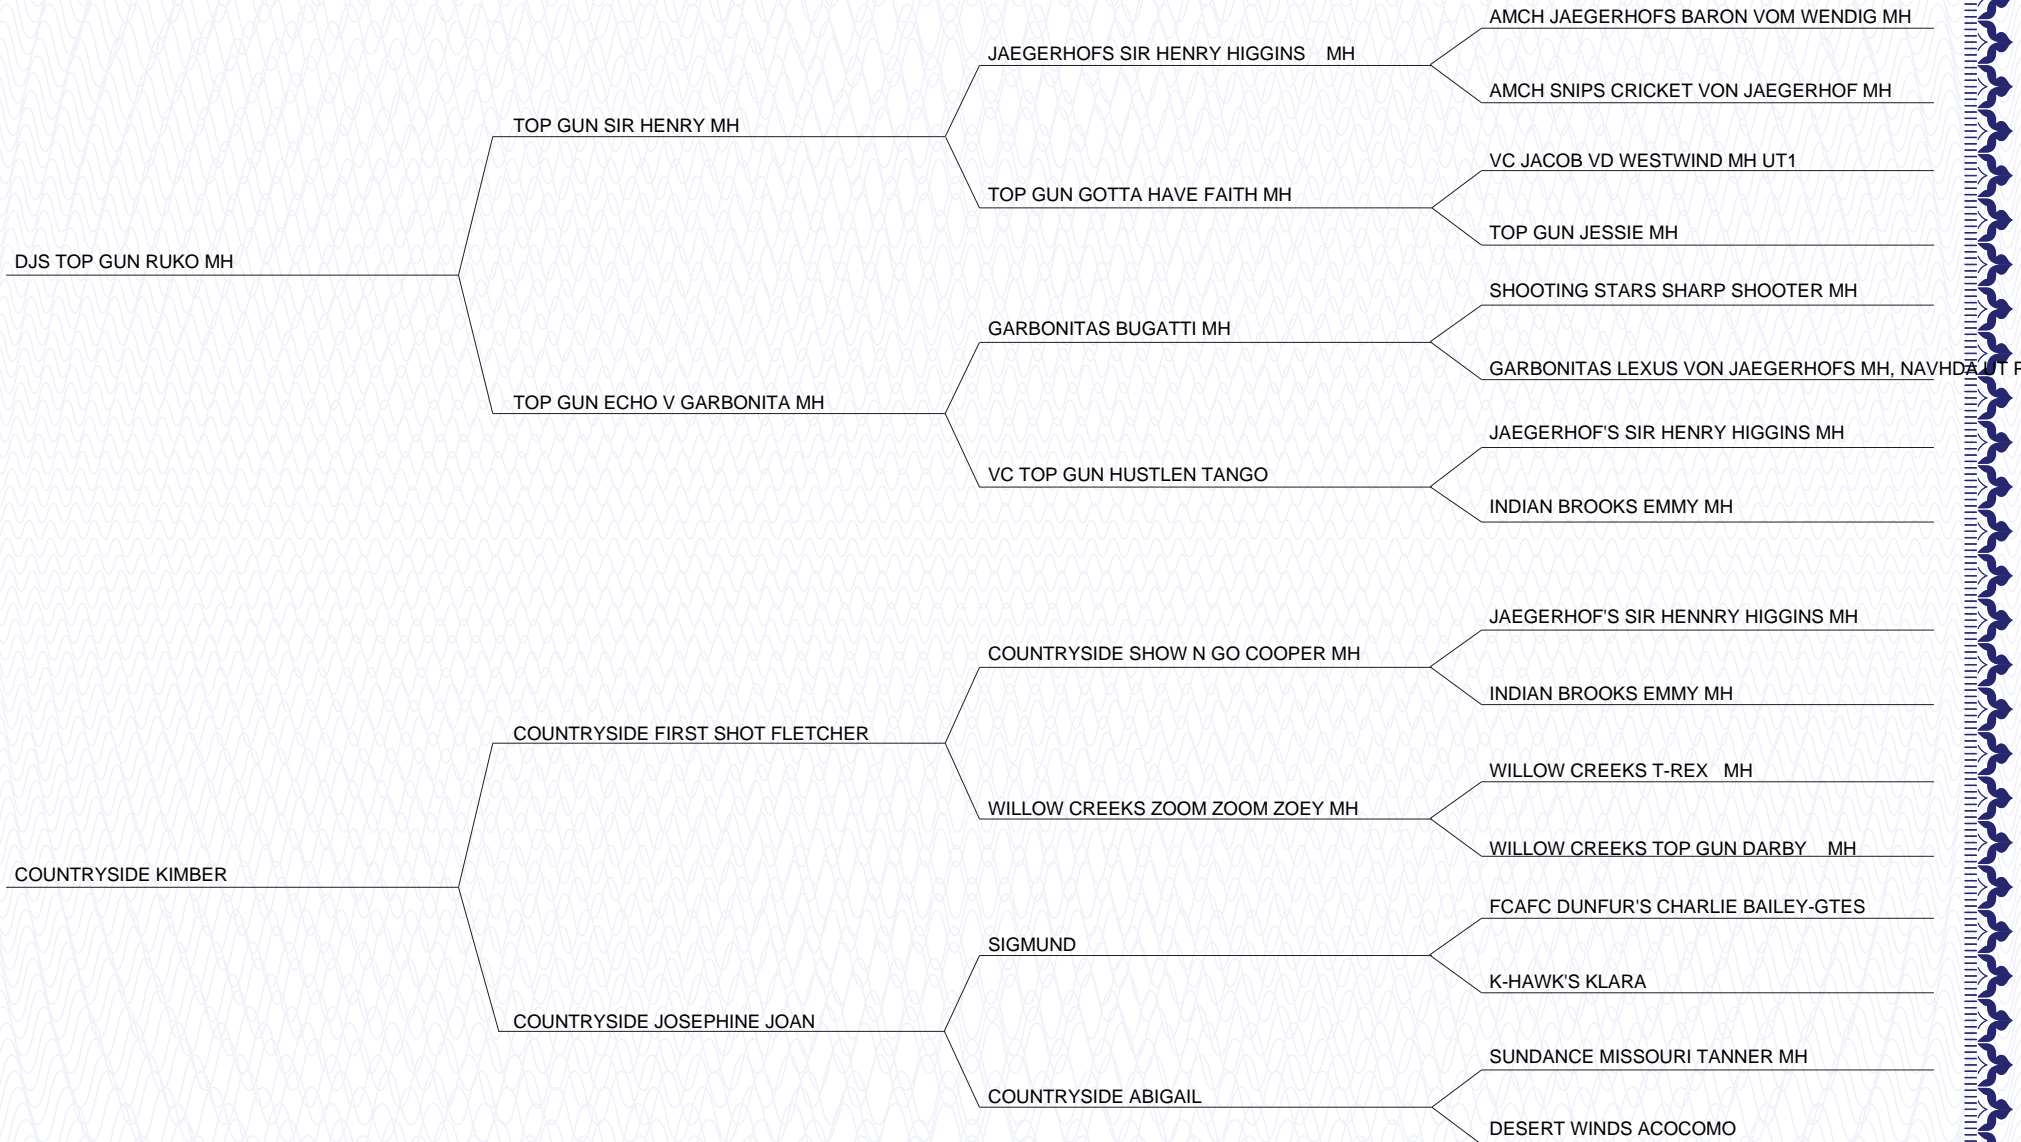 AMCH JAEGERHOFS BARON VOM WENDIG MH
JAEGERHOFS SIR HENRY HIGGINS MH
AMCH SNIPS CRICKET VON JAEGERHOF MH
TOP GUN SIR HENRY MH
VC JACOB VD WESTWIND MH UT1
TOP GUN GOTTA HAVE FAITH MH
TOP GUN JESSIE MH
DJS TOP GUN RUKO MH
SHOOTING STARS SHARP SHOOTER MH
GARBONITAS BUGATTI MH
GARBONITAS LEXUS VON JAEGERHOFS MH, NAVHDA UT
TOP GUN ECHO V GARBONITA MH
JAEGERHOF'S SIR HENRY HIGGINS MH
VC TOP GUN HUSTLEN TANGO
INDIAN BROOKS EMMY MH
JAEGERHOF'S SIR HENNRY HIGGINS MH
COUNTRYSIDE SHOW N GO COOPER MH
INDIAN BROOKS EMMY MH
COUNTRYSIDE FIRST SHOT FLETCHER
WILLOW CREEKS T-REX MH
WILLOW CREEKS ZOOM ZOOM ZOEY MH
WILLOW CREEKS TOP GUN DARBY MH
COUNTRYSIDE KIMBER
FCAFC DUNFUR'S CHARLIE BAILEY-GTES
SIGMUND
K-HAWK'S KLARA
COUNTRYSIDE JOSEPHINE JOAN
SUNDANCE MISSOURI TANNER MH
COUNTRYSIDE ABIGAIL
DESERT WINDS ACOCOMO